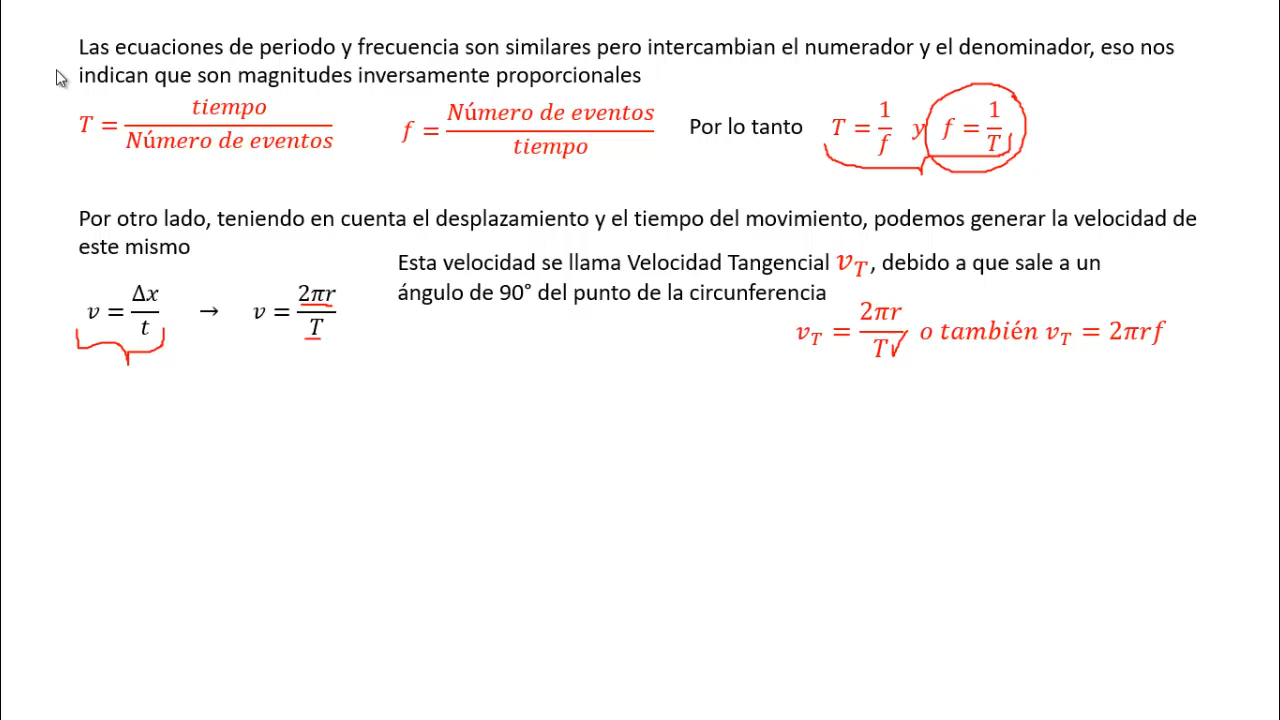 Las ecuaciones de periodo y frecuencia son similares pero intercambian el numerador y el denominador, eso nos
indican que son magnitudes inversamente proporcionales
T = tiempo / Número de eventos   f = Número de eventos / tiempo   Por lo tanto   T = 1/f y f = 1/T
Por otro lado, teniendo en cuenta el desplazamiento y el tiempo del movimiento, podemos generar la velocidad de
este mismo
Esta velocidad se llama Velocidad Tangencial v_T, debido a que sale a un
ángulo de 90° del punto de la circunferencia
v = Δx/t → v = 2πr/T
v_T = 2πr/T o también v_T = 2πrf